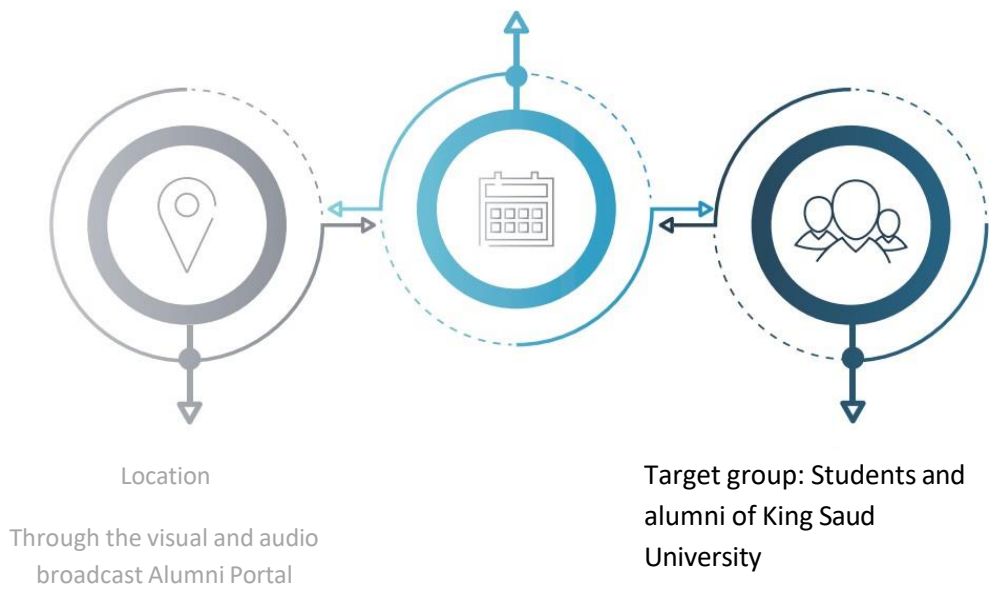 Location
Through the visual and audio
broadcast Alumni Portal
Target group: Students and
alumni of King Saud
University